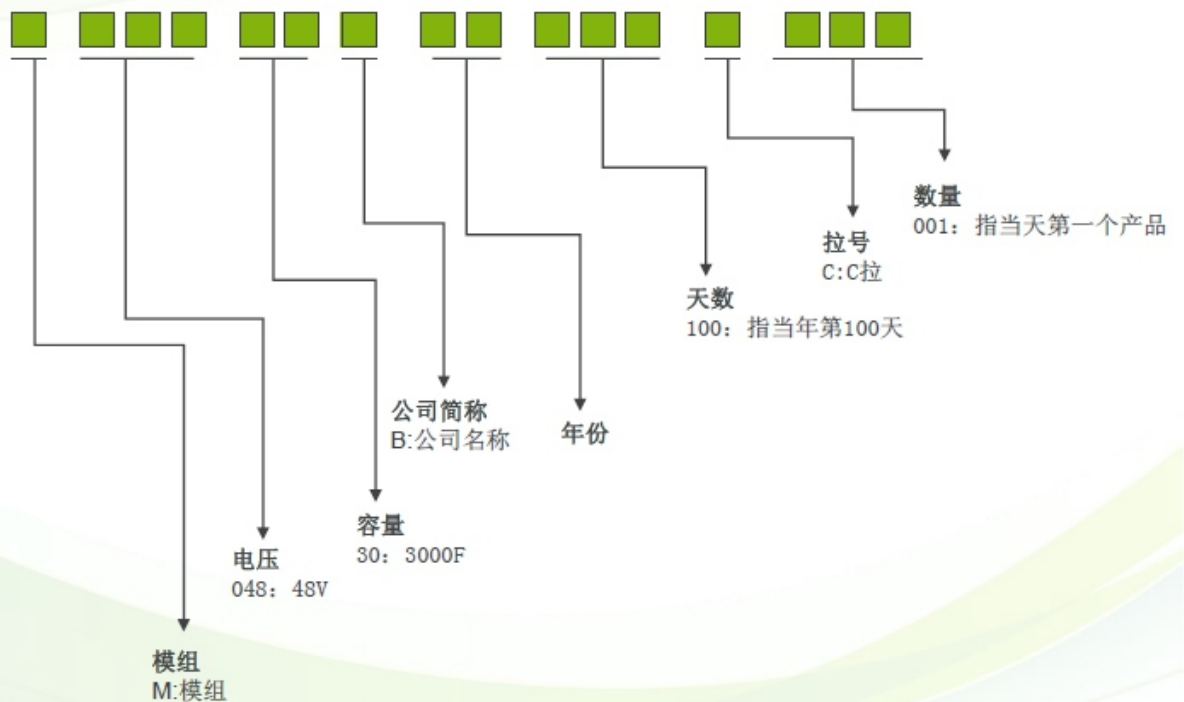 数量
001：指当天第一个产品
拉号
C:C拉
天数
100：指当年第100天
公司简称
B:公司名称
年份
容量
30：3000F
电压
048：48V
模组
M:模组